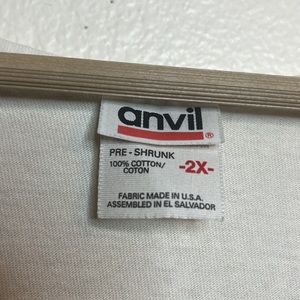 anvil®
PRE-SHRUNK
100% COTTON/
COTON
-2X-
FABRIC MADE IN U.S.A.
ASSEMBLED IN EL SALVADOR